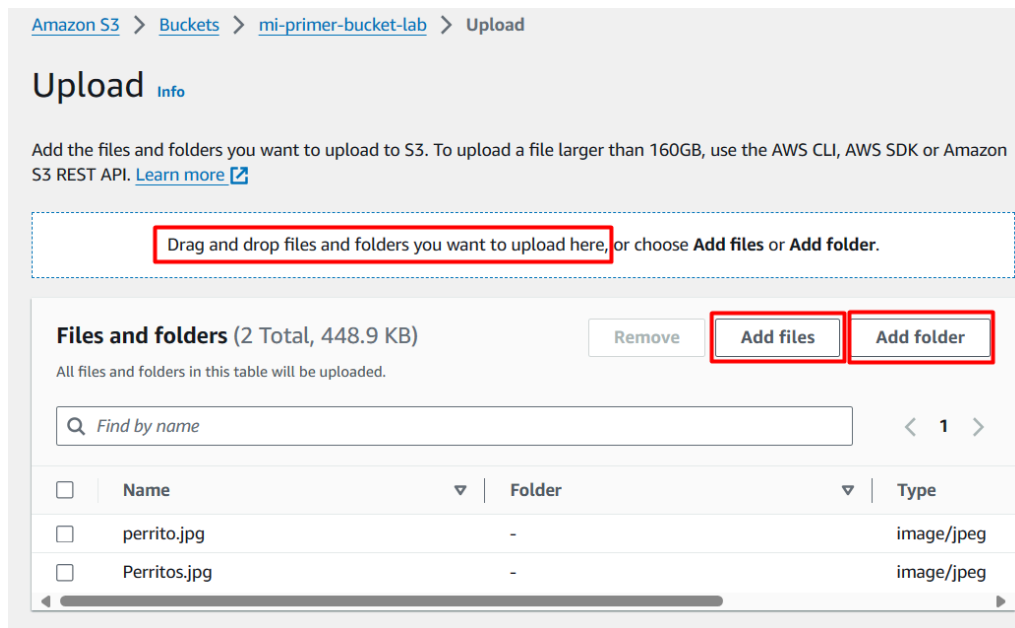 Amazon S3 > Buckets > mi-primer-bucket-lab > Upload
Upload Info
Add the files and folders you want to upload to S3. To upload a file larger than 160GB, use the AWS CLI, AWS SDK or Amazon
S3 REST API. Learn more
Drag and drop files and folders you want to upload here, or choose Add files or Add folder.
Files and folders (2 Total, 448.9 KB)
Remove Add files Add folder
All files and folders in this table will be uploaded.
Find by name
1
Name Folder Type
perrito.jpg - image/jpeg
Perritos.jpg - image/jpeg